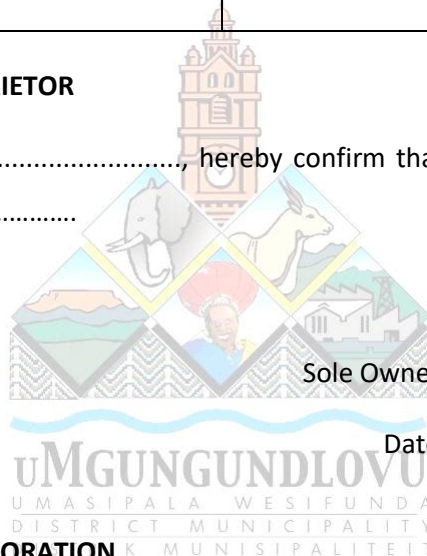 IETOR
........................., hereby confirm tha
..............
Sole Owne
Dat
uMGUNGUNDLOVU
UMASIPALA WESIFUNDA
DISTRICT MUNICIPALITY
ORATION
K MUNISIPALITEIT